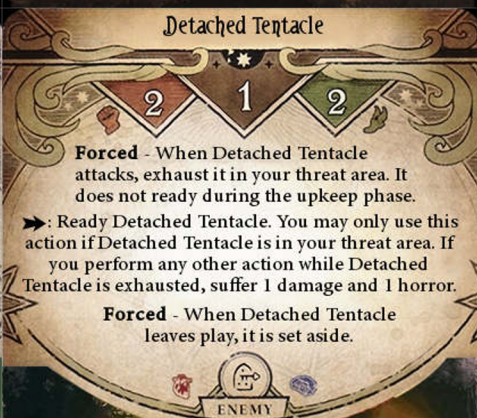 Detached Tentacle
2 1 2
Forced - When Detached Tentacle
attacks, exhaust it in your threat area. It
does not ready during the upkeep phase.
: Ready Detached Tentacle. You may only use this
action if Detached Tentacle is in your threat area. If
you perform any other action while Detached
Tentacle is exhausted, suffer 1 damage and 1 horror.
Forced - When Detached Tentacle
leaves play, it is set aside.
ENEMY